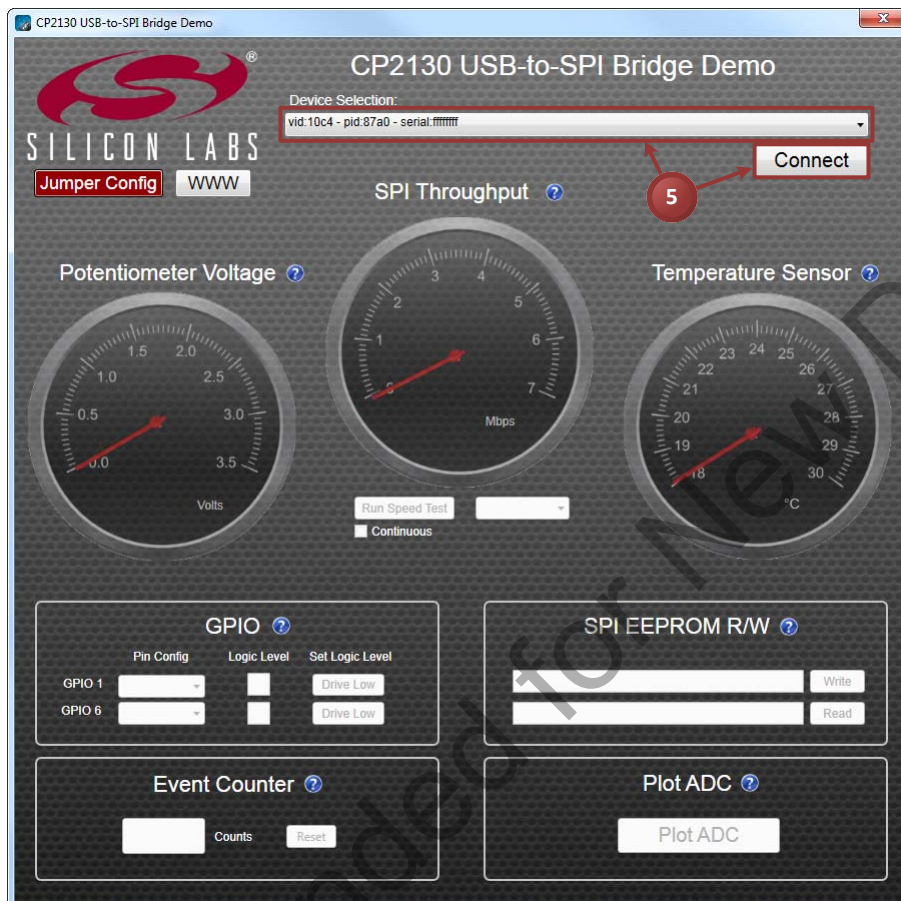 CP2130 USB-to-SPI Bridge Demo
CP2130 USB-to-SPI Bridge Demo
®
SILICON LABS
Device Selection:
vid:10c4 - pid:87a0 - serial:ffffffff
Connect
Jumper Config WWW
5
SPI Throughput ?
0 1 2 3 4 5 6 7
Mbps
Potentiometer Voltage ?
0.0 0.5 1.0 1.5 2.0 2.5 3.0 3.5
Volts
Temperature Sensor ?
18 19 20 21 22 23 24 25 26 27 28 29 30
°C
Run Speed Test
Continuous
GPIO ?
Pin Config Logic Level Set Logic Level
GPIO 1 Drive Low
GPIO 6 Drive Low
SPI EEPROM R/W ?
Write
Read
Event Counter ?
Counts Reset
Plot ADC ?
Plot ADC
ended for New